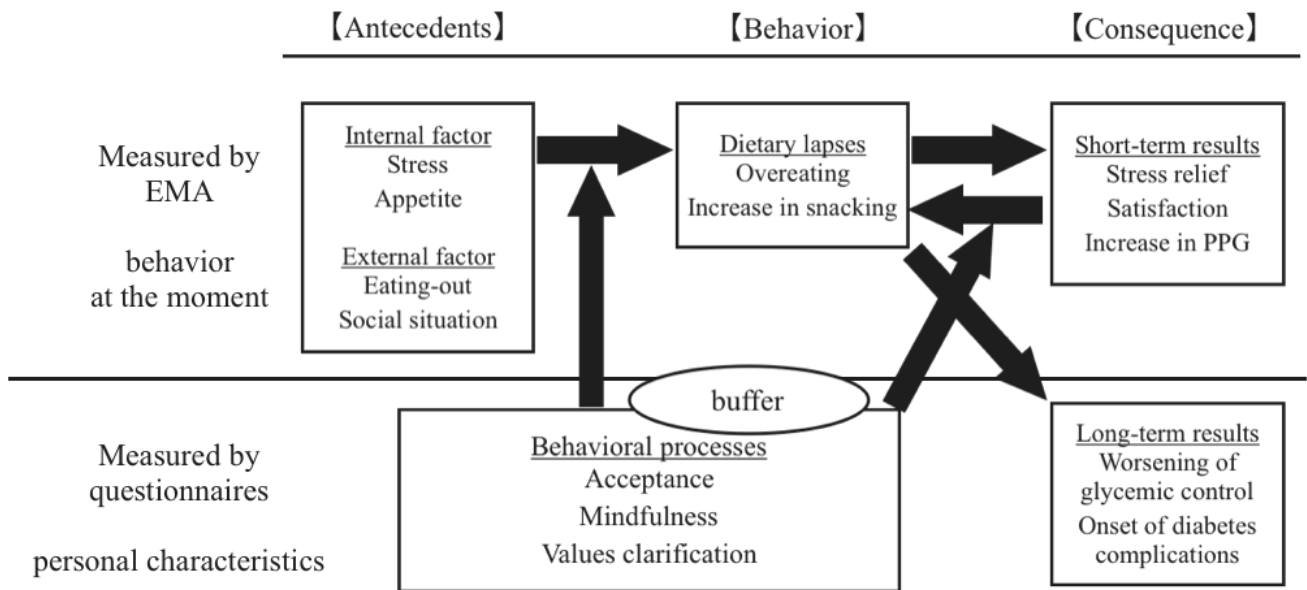 【Antecedents】
【Behavior】
【Consequence】
Measured by
EMA
behavior
at the moment
Internal factor
Stress
Appetite
External factor
Eating-out
Social situation
Dietary lapses
Overeating
Increase in snacking
Short-term results
Stress relief
Satisfaction
Increase in PPG
Measured by
questionnaires
personal characteristics
buffer
Behavioral processes
Acceptance
Mindfulness
Values clarification
Long-term results
Worsening of
glycemic control
Onset of diabetes
complications